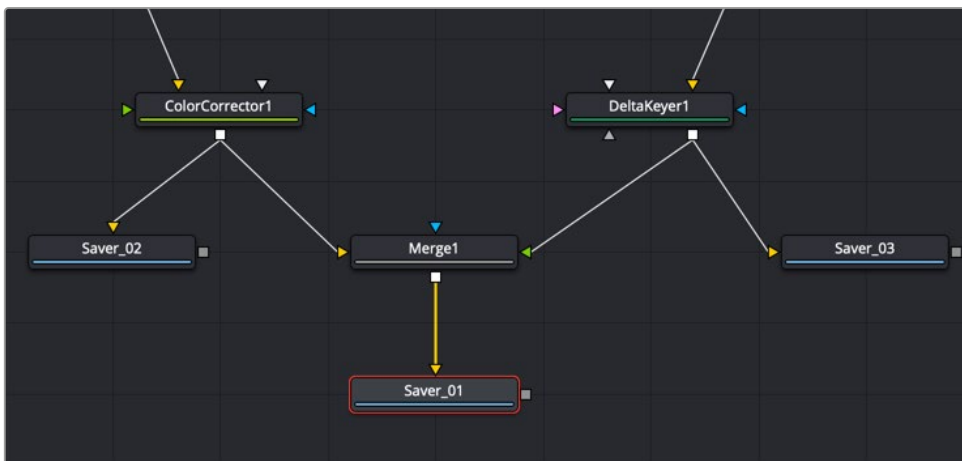 ColorCorrector1
DeltaKeyer1
Saver_02
Merge1
Saver_03
Saver_01